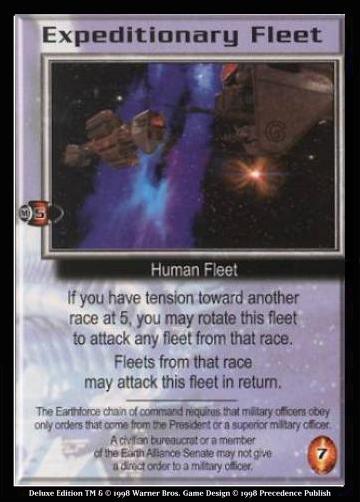 Expeditionary Fleet
M 5
Human Fleet
If you have tension toward another
race at 5, you may rotate this fleet
to attack any fleet from that race.
Fleets from that race
may attack this fleet in return.
The Earthforce chain of command requires that military officers obey
only orders that come from the President or a superior military officer.
A civilian bureaucrat or a member
of the Earth Alliance Senate may not give
a direct order to a military officer.
7
Deluxe Edition TM & © 1998 Warner Bros. Game Design © 1998 Precedence Publish